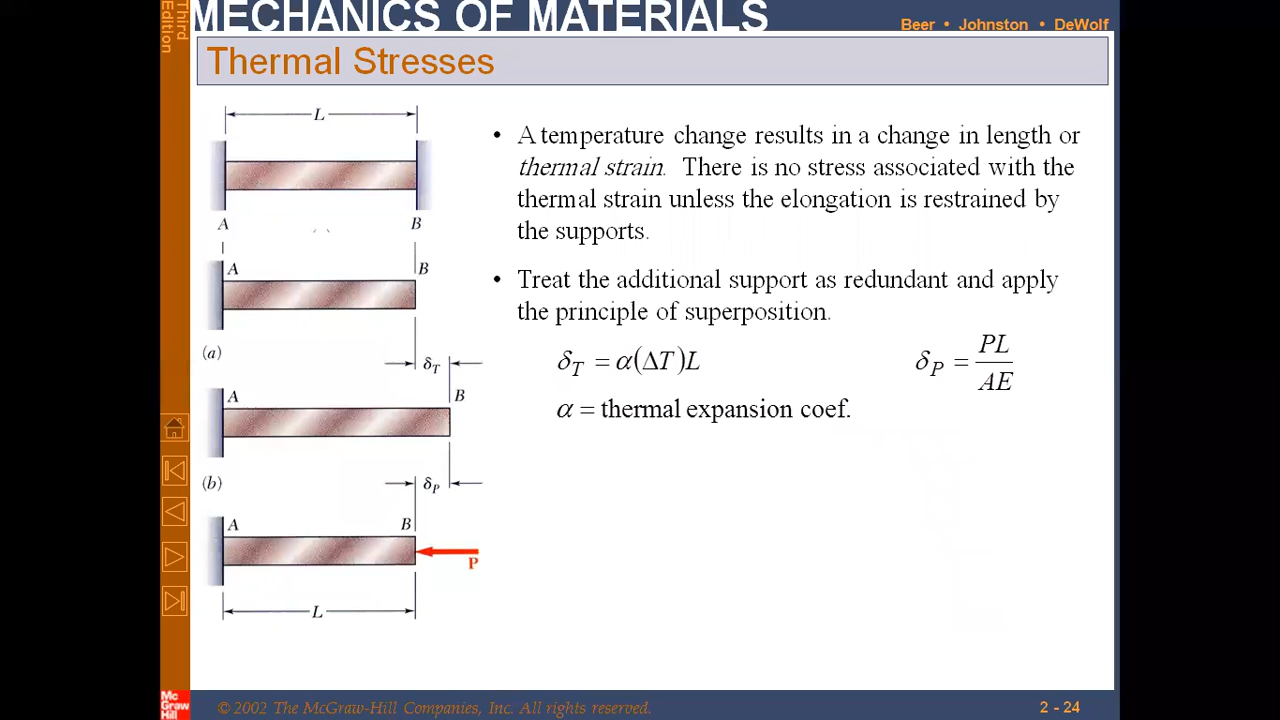 Third
Edition
MECHANICS OF MATERIALS
Beer • Johnston • DeWolf
Thermal Stresses
L
A B
A B
(a)
δT
A B
(b)
δP
A B
P
L
• A temperature change results in a change in length or
thermal strain. There is no stress associated with the
thermal strain unless the elongation is restrained by
the supports.
• Treat the additional support as redundant and apply
the principle of superposition.
δT = α(ΔT)L δP = PL/AE
α = thermal expansion coef.
Mc
Graw
Hill
© 2002 The McGraw-Hill Companies, Inc. All rights reserved.
2 - 24